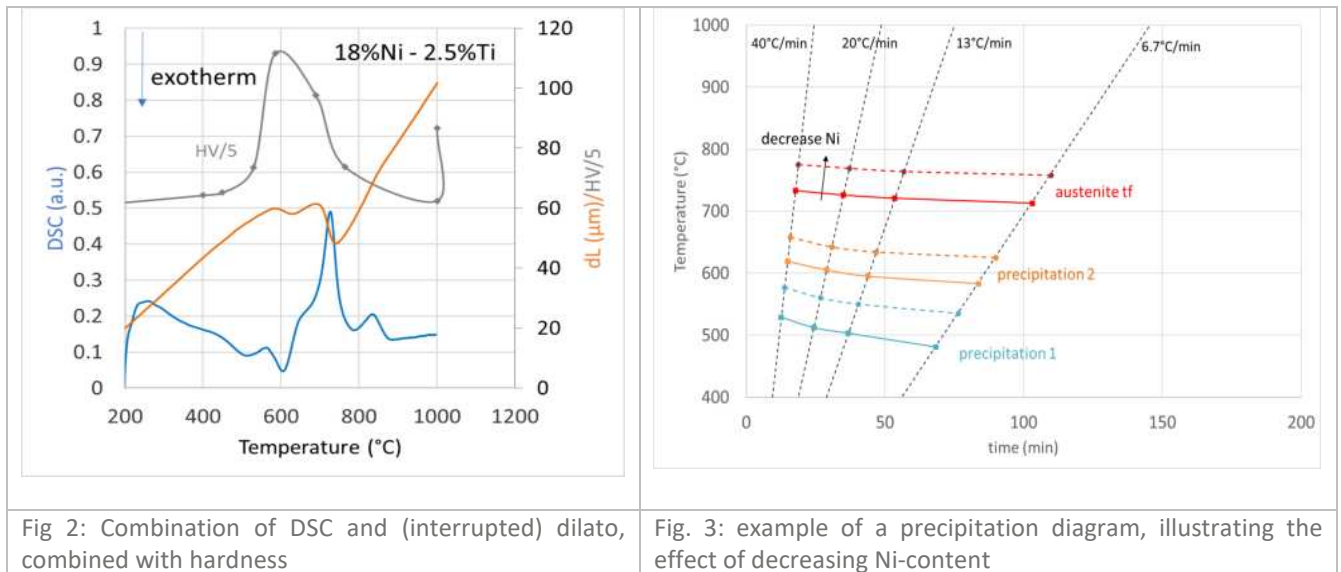 1
0.9
0.8
0.7
0.6
0.5
0.4
0.3
0.2
0.1
0
DSC (a.u.)
exotherm
18%Ni - 2.5%Ti
HV/5
120
100
80
60
40
20
0
dL (µm)/HV/5
200 400 600 800 1000 1200
Temperature (°C)
1000
900
800
700
600
500
400
Temperature (°C)
40°C/min 20°C/min 13°C/min 6.7°C/min
decrease Ni
austenite tf
precipitation 2
precipitation 1
0 50 100 150 200
time (min)
Fig 2: Combination of DSC and (interrupted) dilato,
combined with hardness
Fig. 3: example of a precipitation diagram, illustrating the
effect of decreasing Ni-content